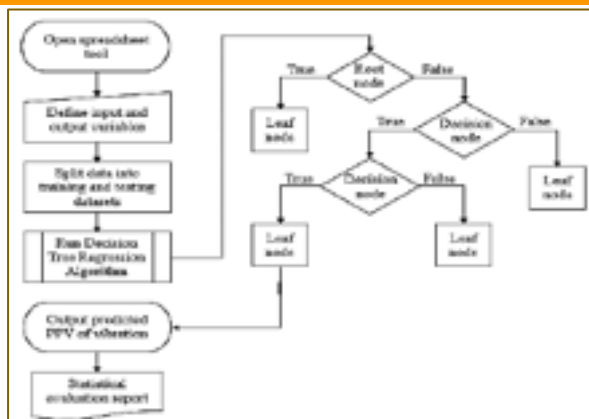 Open spreadsheet
tool
Define input and
output variables
Split data into
training and testing
datasets
Run Decision
Tree Regression
Algorithm
Output predicted
PPV of vibration
Statistical
evaluation report
True
Root
node
False
Leaf
node
True
Decision
node
False
Leaf
node
True
Decision
node
False
Leaf
node
Leaf
node